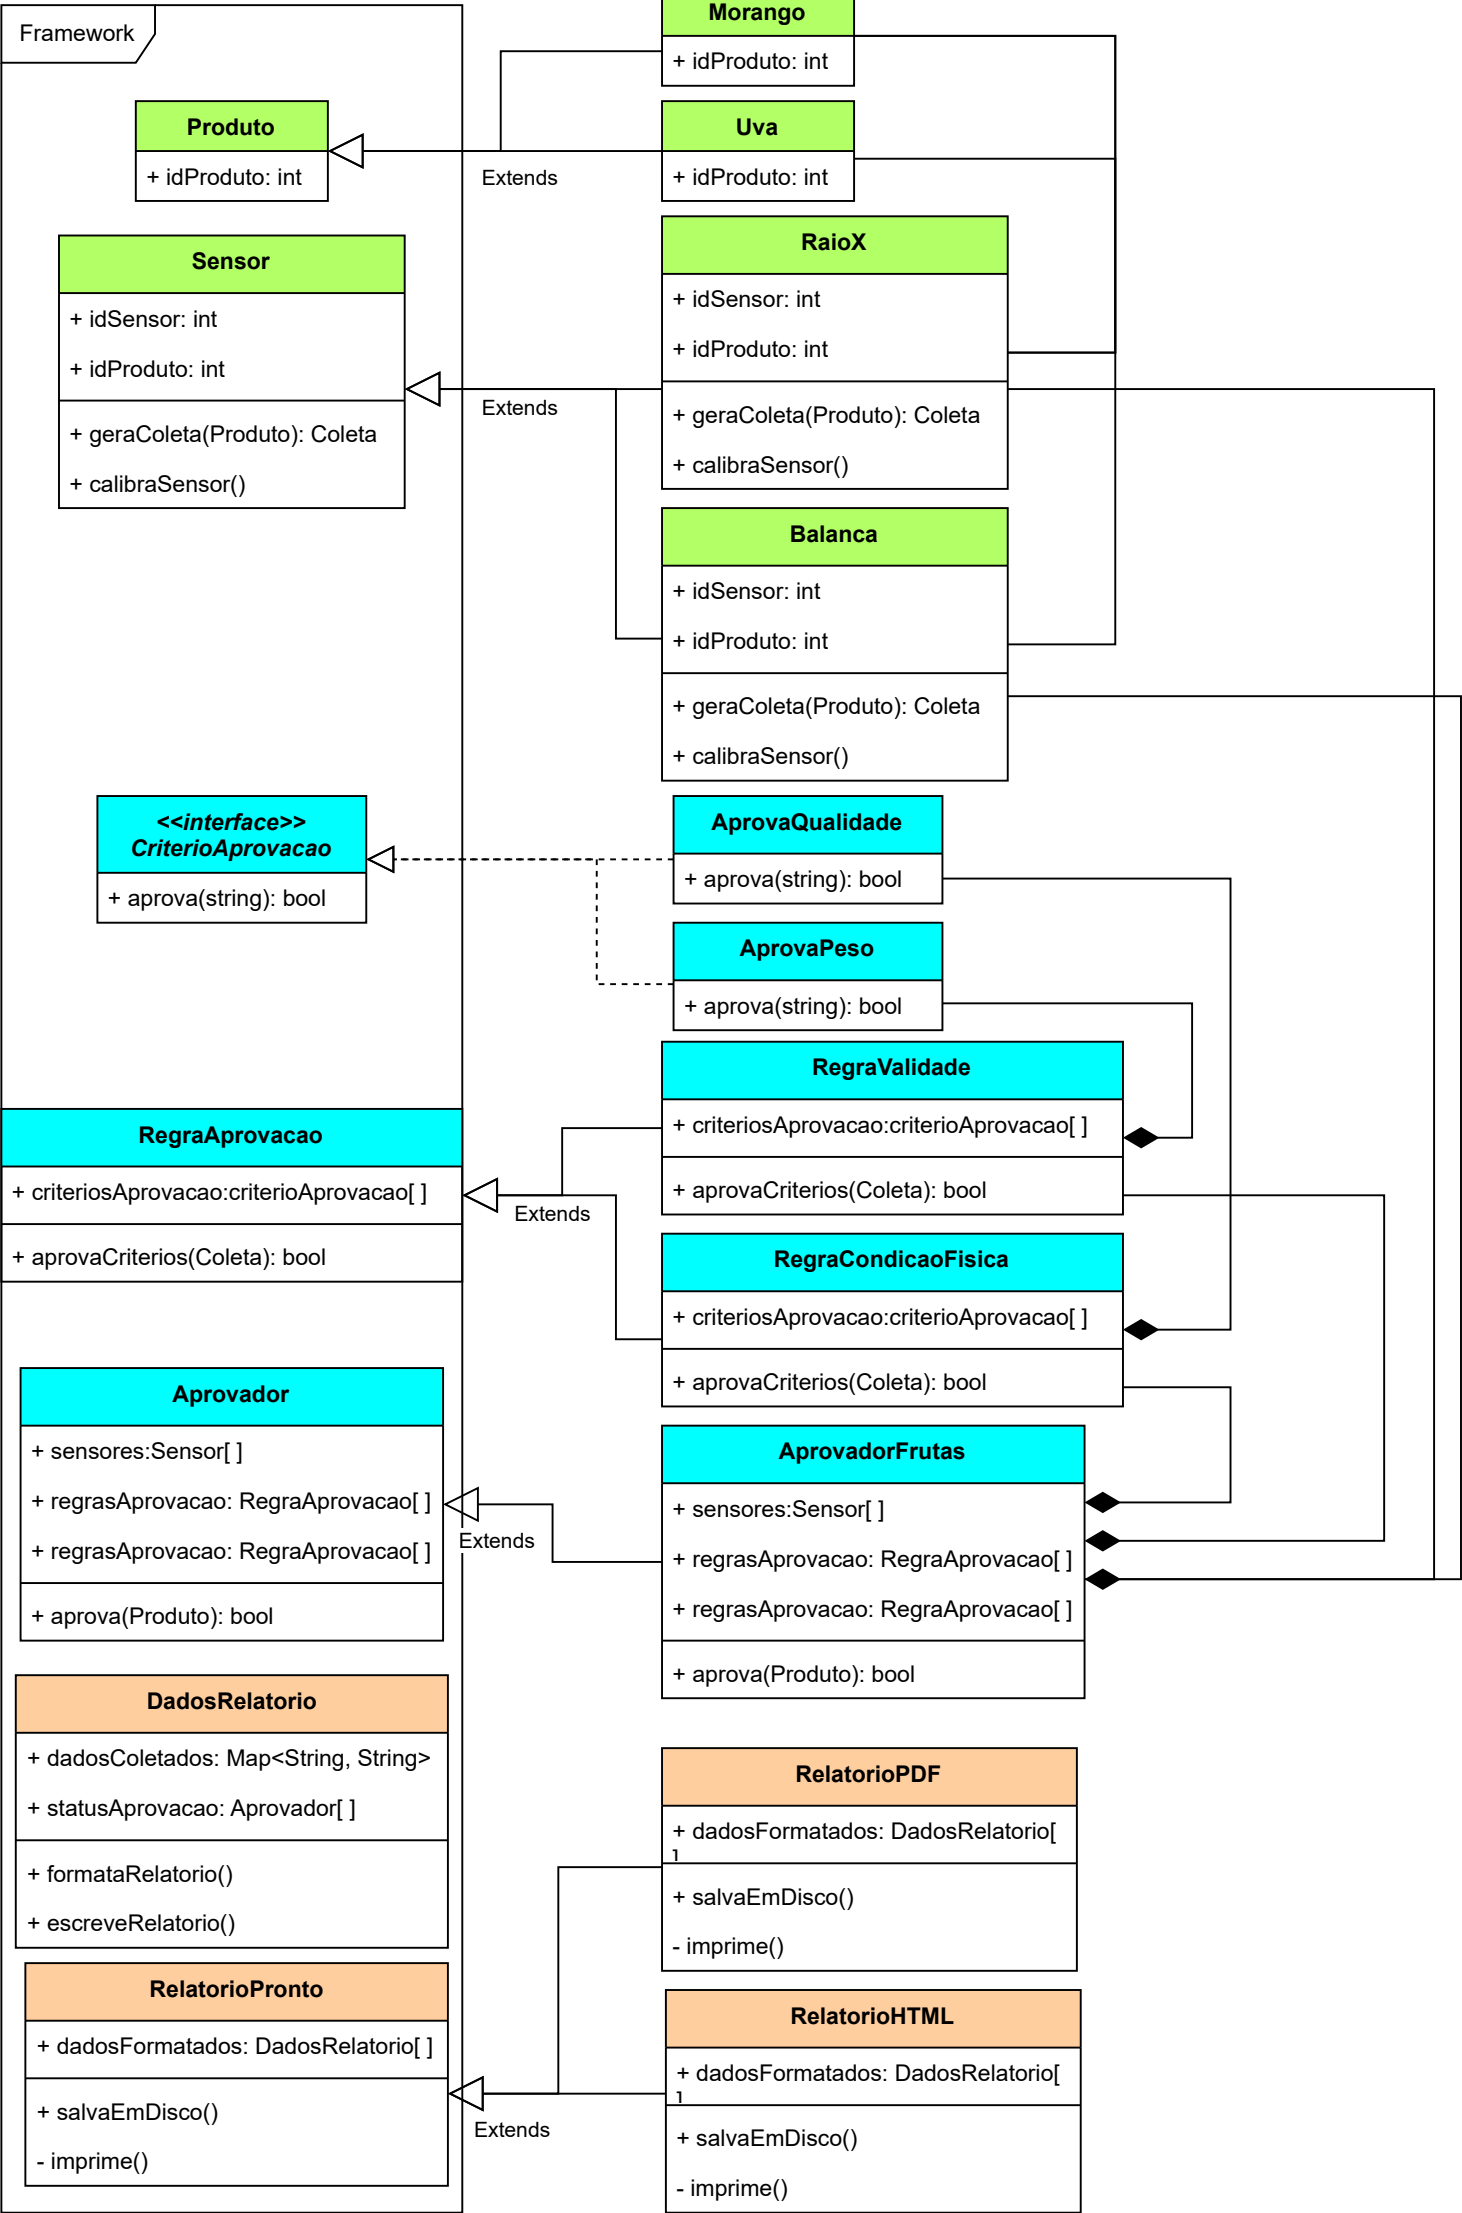 Framework
Produto
+ idProduto: int
Sensor
+ idSensor: int
+ idProduto: int
+ geraColeta(Produto): Coleta
+ calibraSensor()
<<interface>>
CriterioAprovacao
+ aprova(string): bool
RegraAprovacao
+ criteriosAprovacao:criterioAprovacao[ ]
+ aprovaCriterios(Coleta): bool
Aprovador
+ sensores:Sensor[ ]
+ regrasAprovacao: RegraAprovacao[ ]
+ regrasAprovacao: RegraAprovacao[ ]
+ aprova(Produto): bool
DadosRelatorio
+ dadosColetados: Map<String, String>
+ statusAprovacao: Aprovador[ ]
+ formataRelatorio()
+ escreveRelatorio()
RelatorioPronto
+ dadosFormatados: DadosRelatorio[ ]
+ salvaEmDisco()
- imprime()
Extends
Extends
Extends
Extends
Extends
Morango
+ idProduto: int
Uva
+ idProduto: int
RaioX
+ idSensor: int
+ idProduto: int
+ geraColeta(Produto): Coleta
+ calibraSensor()
Balanca
+ idSensor: int
+ idProduto: int
+ geraColeta(Produto): Coleta
+ calibraSensor()
AprovaQualidade
+ aprova(string): bool
AprovaPeso
+ aprova(string): bool
RegraValidade
+ criteriosAprovacao:criterioAprovacao[ ]
+ aprovaCriterios(Coleta): bool
RegraCondicaoFisica
+ criteriosAprovacao:criterioAprovacao[ ]
+ aprovaCriterios(Coleta): bool
AprovadorFrutas
+ sensores:Sensor[ ]
+ regrasAprovacao: RegraAprovacao[ ]
+ regrasAprovacao: RegraAprovacao[ ]
+ aprova(Produto): bool
RelatorioPDF
+ dadosFormatados: DadosRelatorio[
]
+ salvaEmDisco()
- imprime()
RelatorioHTML
+ dadosFormatados: DadosRelatorio[
]
+ salvaEmDisco()
- imprime()